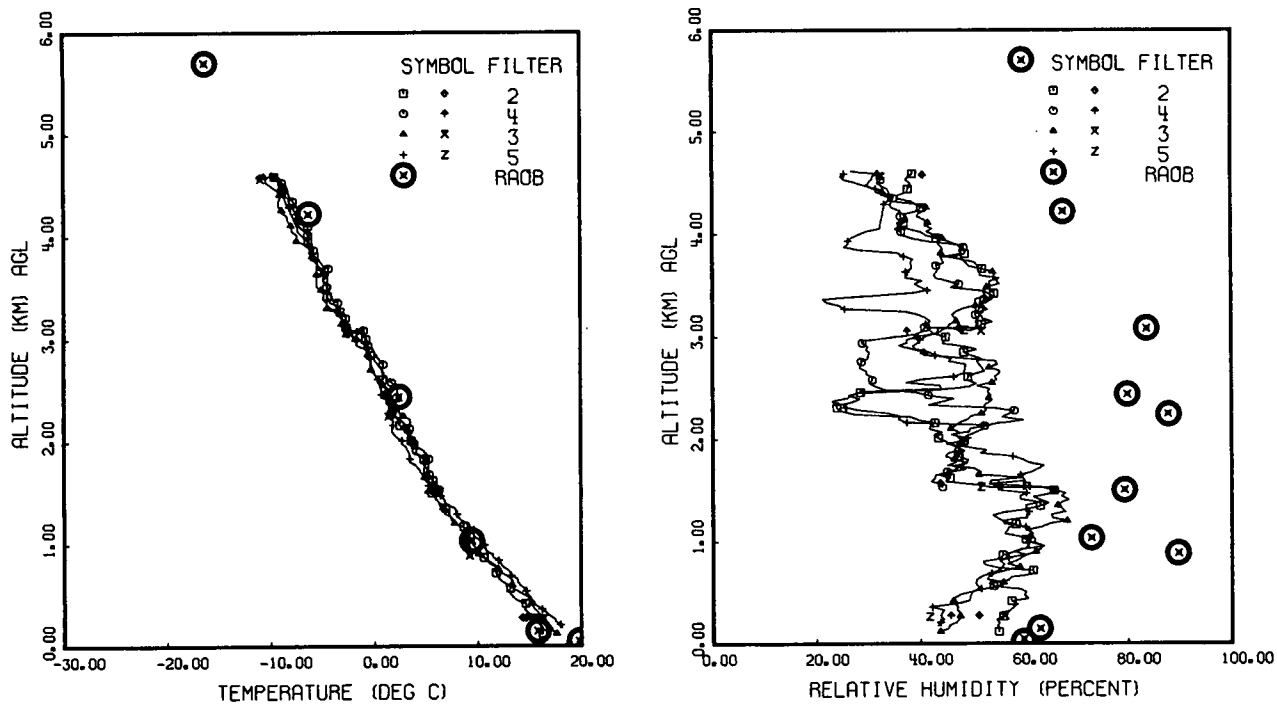 6.00
5.00
4.00
3.00
2.00
1.00
0.00
ALTITUDE (KM) AGL
SYMBOL FILTER
2
4
3
5
RAOB
-30.00 -20.00 -10.00 0.00 10.00 20.00
TEMPERATURE (DEG C)
6.00
5.00
4.00
3.00
2.00
1.00
0.00
ALTITUDE (KM) AGL
SYMBOL FILTER
2
4
3
5
RAOB
0.00 20.00 40.00 60.00 80.00 100.00
RELATIVE HUMIDITY (PERCENT)